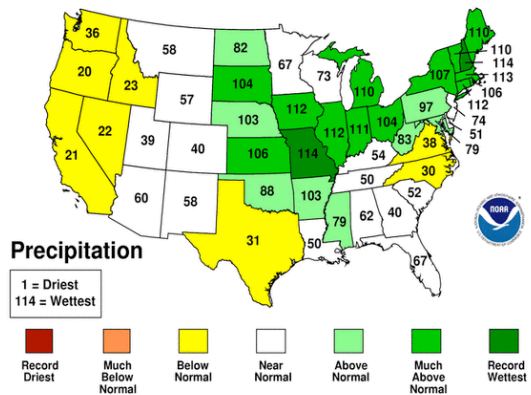 110
36
58
82
67
73
110
114
113
106
112
74
51
79
107
110
20
23
57
104
103
112
97
104
111
112
83
38
22
39
40
106
114
54
30
21
60
58
88
103
50
52
79
62
40
31
50
67
NOAA
Precipitation
1 = Driest
114 = Wettest
Record
Driest
Much
Below
Normal
Below
Normal
Near
Normal
Above
Normal
Much
Above
Normal
Record
Wettest